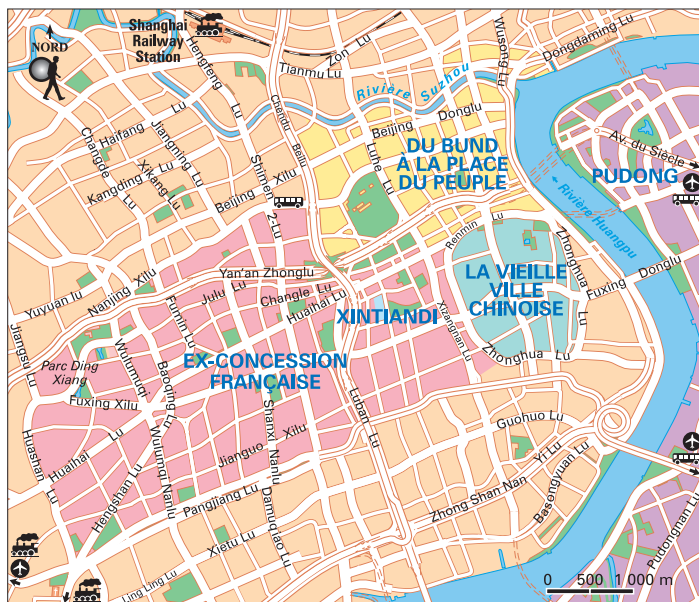 NORD
Shanghai
Railway
Station
Hengfeng Lu
Zon Lu
Tianmu Lu
Wusong Lu
Dongdaming Lu
Rivière Suzhou
Chendu Beilu
Beijing Donglu
Haifang Lu
Changde Lu
Jiangning Lu
Xikang Lu
Kangding Lu
Shimen 2-Lu
Beijing Xilu
Luhe Lu
DU BUND
À LA PLACE
DU PEUPLE
Av. du Siècle
PUDONG
Rivière Huangpu
Renmin Lu
Zhonghua Lu
Fuxing Donglu
LA VIEILLE
VILLE
CHINOISE
Yan'an Zhonglu
Nanjing Xilu
Yuyuan lu
Julu Lu
Changle Lu
Huaihai Lu
Fumin Lu
XINTIANDI
Xizangnan Lu
Zhonghua Lu
Jiangsu Lu
Parc Ding
Xiang
Wulumuqi
Baoqing Lu
EX-CONCESSION
FRANÇAISE
Fuxing Xilu
Shanxi Nanlu
Luban Lu
Huashan Lu
Huaihai Lu
Hengshan Lu
Wulumuqi Nanlu
Jianguo Xilu
Guohuo Lu
Yi Lu
Pangjiang Lu
Damuqiao Lu
Zhong Shan Nan
Basongyuan Lu
Xietu Lu
Ling Ling Lu
Pudongnan Lu
0 500 1 000 m